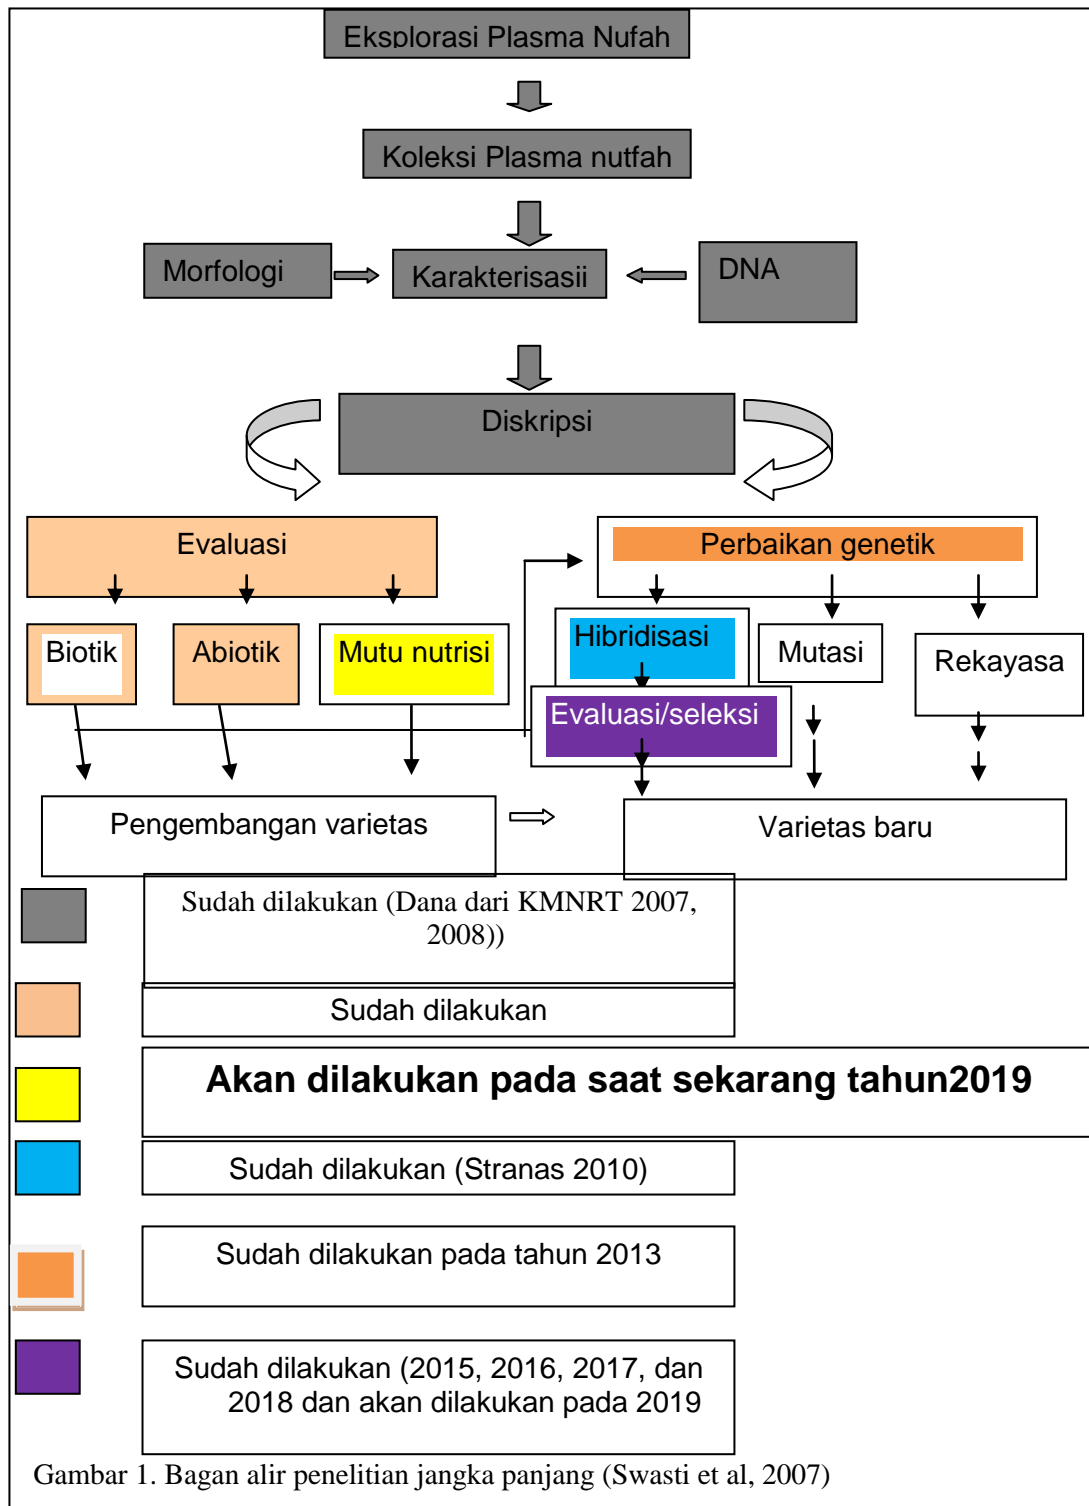 Eksplorasi Plasma Nufah
Koleksi Plasma nutfah
Morfologi
Karakterisasii
DNA
Diskripsi
Evaluasi
Perbaikan genetik
Biotik
Abiotik
Mutu nutrisi
Hibridisasi
Mutasi
Rekayasa
Evaluasi/seleksi
Pengembangan varietas
Varietas baru
Sudah dilakukan (Dana dari KMNRT 2007,
2008))
Sudah dilakukan
Akan dilakukan pada saat sekarang tahun2019
Sudah dilakukan (Stranas 2010)
Sudah dilakukan pada tahun 2013
Sudah dilakukan (2015, 2016, 2017, dan
2018 dan akan dilakukan pada 2019
Gambar 1. Bagan alir penelitian jangka panjang (Swasti et al, 2007)